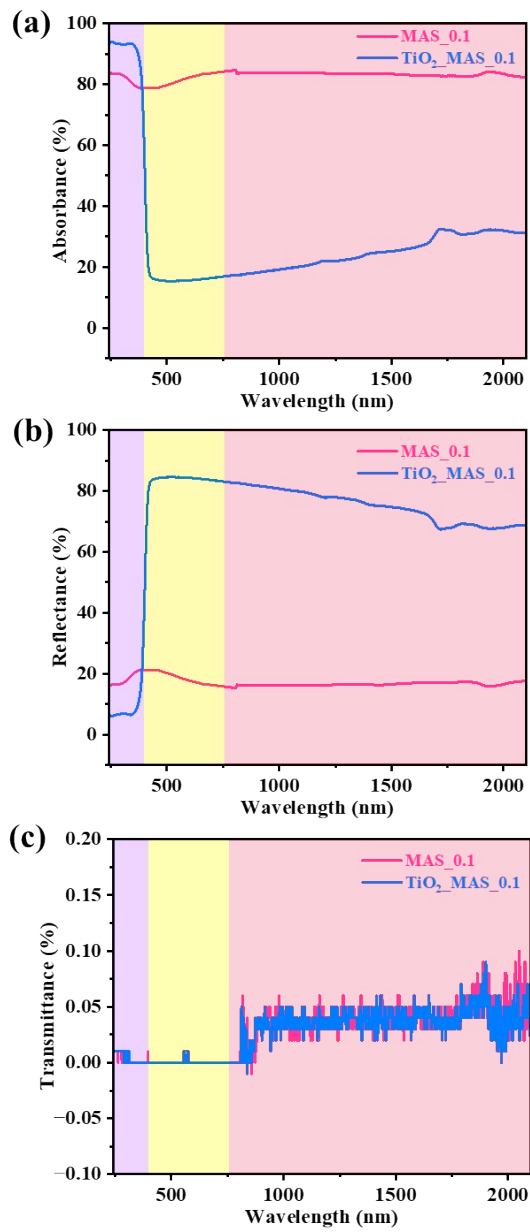 (a)
100
80
60
40
20
0
Absorbance (%)
MAS_0.1
TiO₂_MAS_0.1
500
1000
1500
2000
Wavelength (nm)
(b)
100
80
60
40
20
0
Reflectance (%)
MAS_0.1
TiO₂_MAS_0.1
500
1000
1500
2000
Wavelength (nm)
(c)
0.20
0.15
0.10
0.05
0.00
−0.05
−0.10
Transmittance (%)
MAS_0.1
TiO₂_MAS_0.1
500
1000
1500
2000
Wavelength (nm)